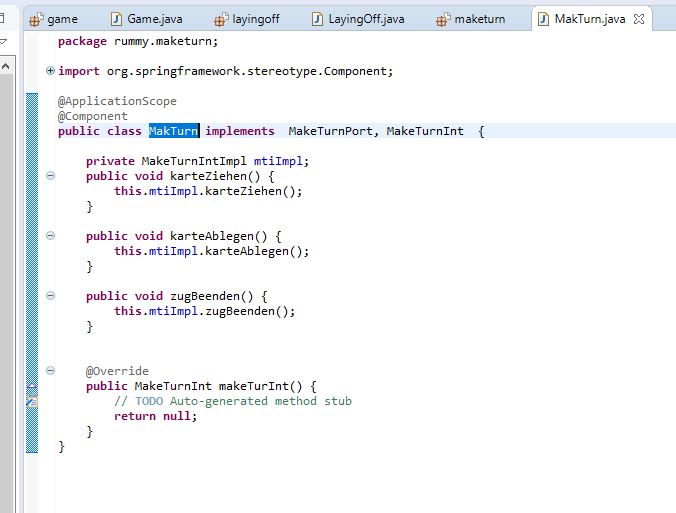 game Game.java layingoff LayingOff.java maketurn MakTurn.java
package rummy.maketurn;
import org.springframework.stereotype.Component;
@ApplicationScope
@Component
public class MakTurn implements  MakeTurnPort, MakeTurnInt  {
private MakeTurnIntImpl mtiImpl;
public void karteZiehen() {
this.mtiImpl.karteZiehen();
}
public void karteAblegen() {
this.mtiImpl.karteAblegen();
}
public void zugBeenden() {
this.mtiImpl.zugBeenden();
}
@Override
public MakeTurnInt makeTurInt() {
// TODO Auto-generated method stub
return null;
}
}